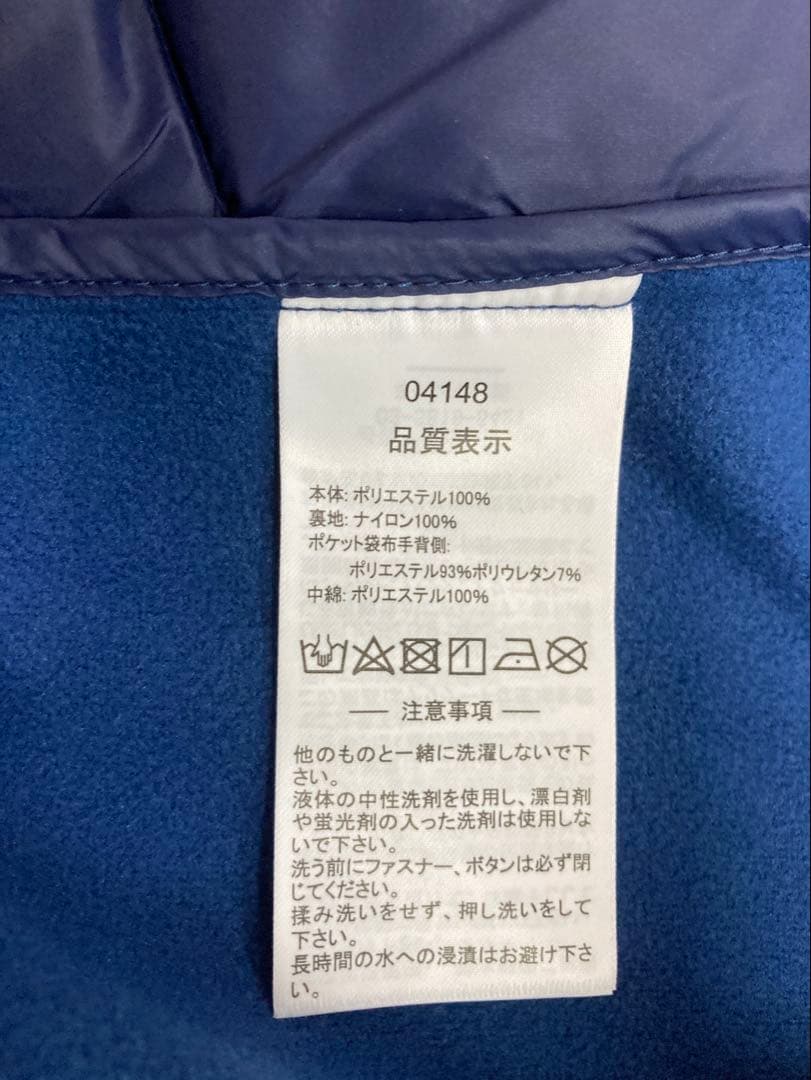 04148
品質表示
本体: ポリエステル100%
裏地: ナイロン100%
ポケット袋布手背側:
ポリエステル93%ポリウレタン7%
中綿: ポリエステル100%
注意事項
他のものと一緒に洗濯しないで下
さい。
液体の中性洗剤を使用し、漂白剤
や蛍光剤の入った洗剤は使用しな
いで下さい。
洗う前にファスナー、ボタンは必ず閉
じてください。
揉み洗いをせず、押し洗いをして
下さい。
長時間の水への浸漬はお避け下さ
い。